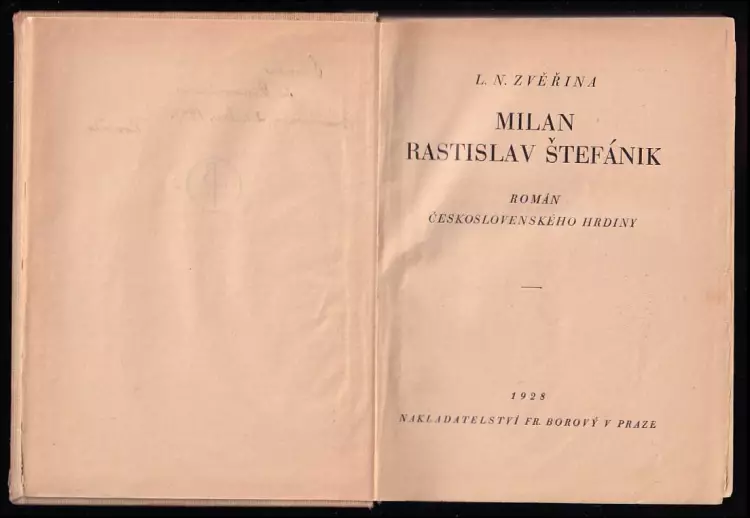 L. N. ZVĚŘINA
MILAN
RASTISLAV ŠTEFÁNIK
ROMÁN
ČESKOSLOVENSKÉHO HRDINY
1928
NAKLADATELSTVÍ FR. BOROVÝ V PRAZE